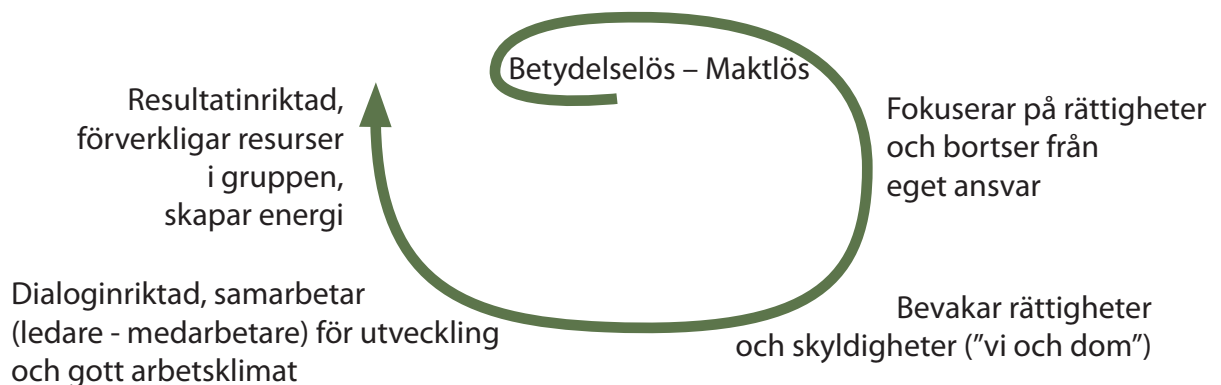 Betydelselös – Maktlös
Fokuserar på rättigheter
och bortser från
eget ansvar
Bevakar rättigheter
och skyldigheter (”vi och dom”)
Dialoginriktad, samarbetar
(ledare - medarbetare) för utveckling
och gott arbetsklimat
Resultatinriktad,
förverkligar resurser
i gruppen,
skapar energi